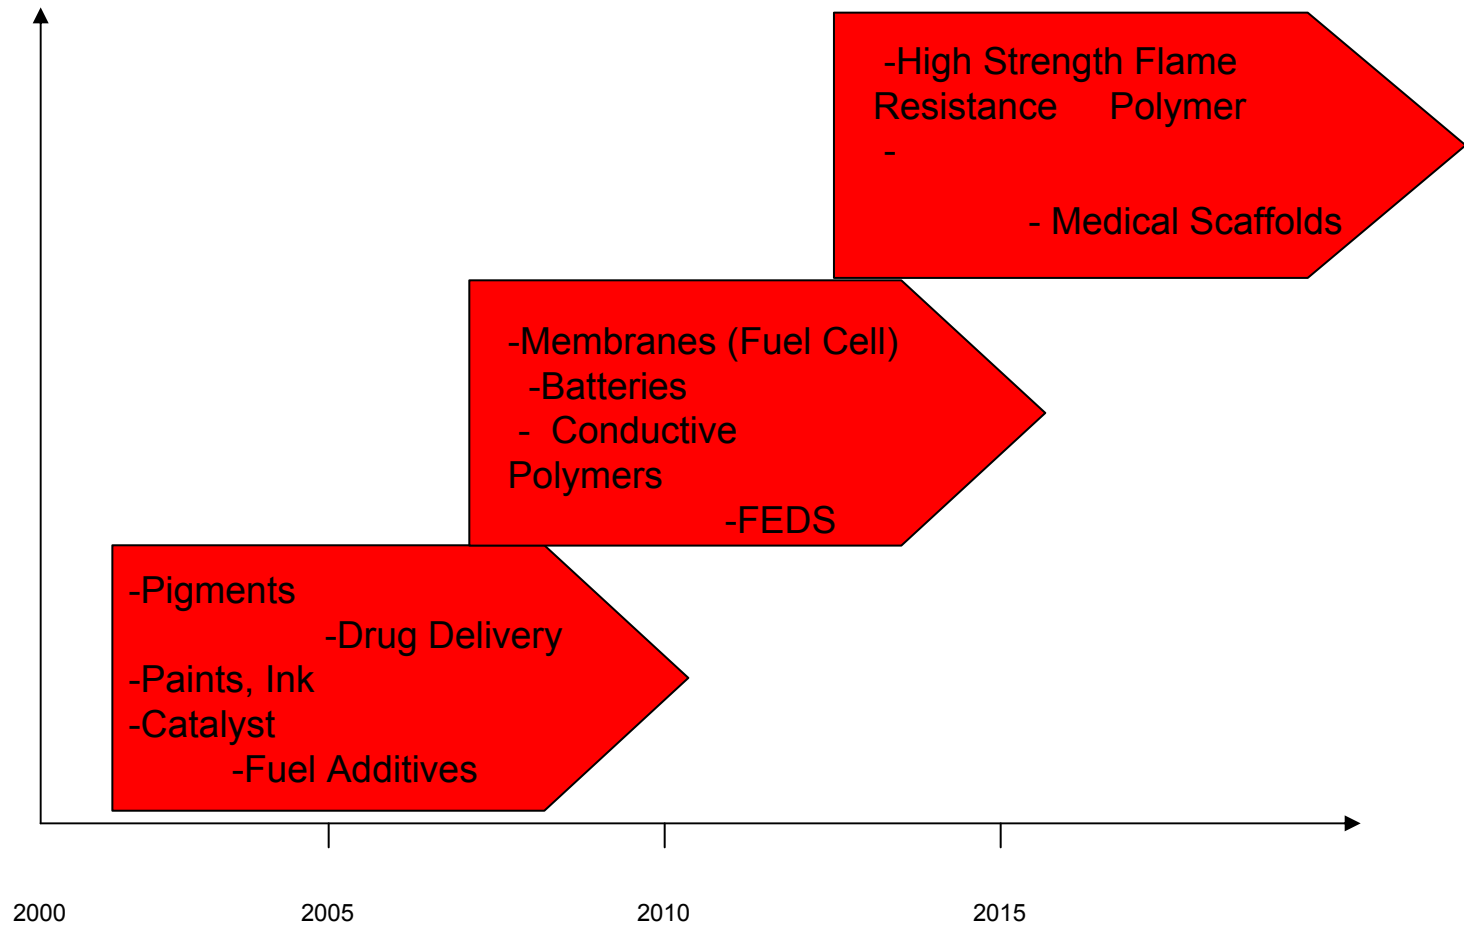 -High Strength Flame
Resistance Polymer
-
- Medical Scaffolds
-Membranes (Fuel Cell)
-Batteries
- Conductive
Polymers
-FEDS
-Pigments
-Drug Delivery
-Paints, Ink
-Catalyst
-Fuel Additives
2000 2005 2010 2015